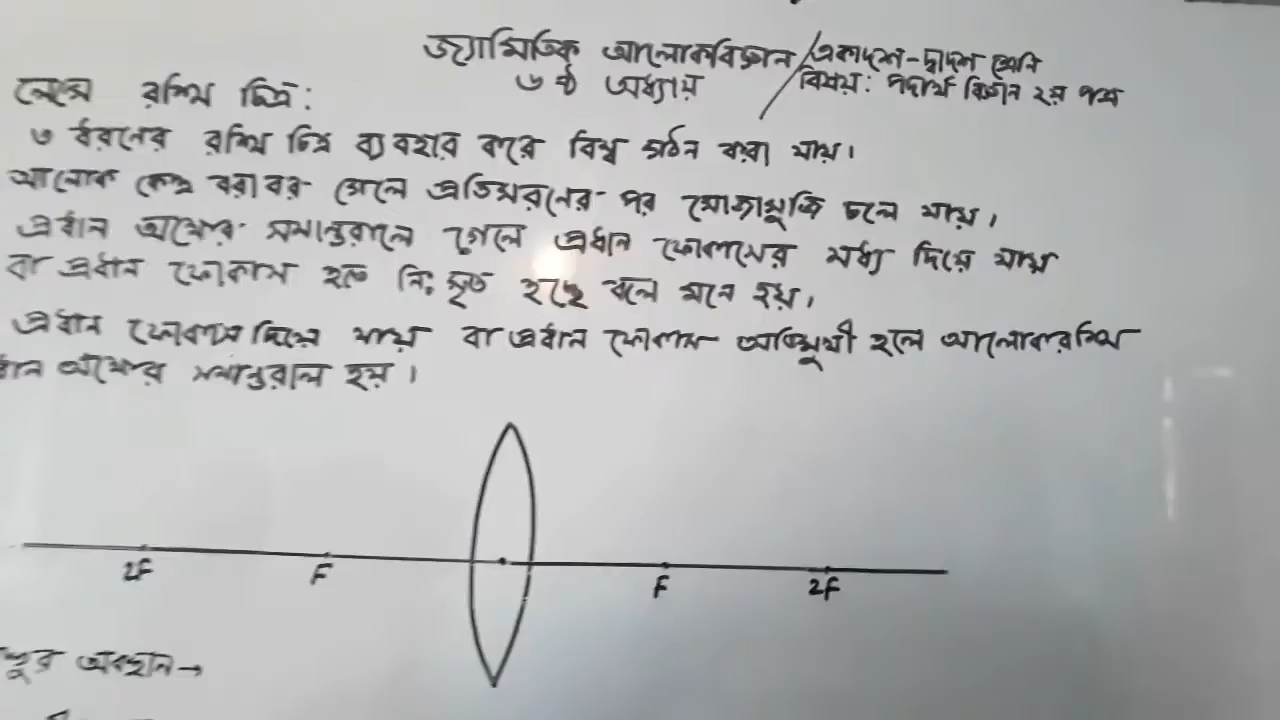 জ্যামিতিক আলোকবিজ্ঞান / একাদশ-দ্বাদশ শ্রেনি
৬ষ্ঠ অধ্যায় / বিষয়: পদার্থ বিজ্ঞান ২য় পত্র
লেন্সে রশ্মি চিত্র:
৩ ধরনের রশ্মি চিত্র ব্যবহার করে বিম্ব গঠন করা যায়।
আলোক কেন্দ্র বরাবর গেলে প্রতিসরনের পর সোজাসুজি চলে যায়।
প্রধান অক্ষের সমান্তরালে গেলে প্রধান ফোকাসের মধ্য দিয়ে যায়
বা প্রধান ফোকাস হতে নিঃসৃত হচ্ছে বলে মনে হয়।
প্রধান ফোকাস দিয়ে যায় বা প্রধান ফোকাস অভিমুখী হলে আলোকরশ্মি
অক্ষের সমান্তরাল হয়।
2F F F 2F
অবস্থান→